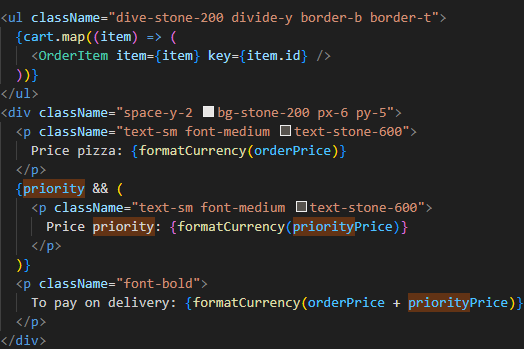 <ul className="dive-stone-200 divide-y border-b border-t">
  {cart.map((item) => (
    <OrderItem item={item} key={item.id} />
  ))}
</ul>
<div className="space-y-2 bg-stone-200 px-6 py-5">
  <p className="text-sm font-medium text-stone-600">
    Price pizza: {formatCurrency(orderPrice)}
  </p>
  {priority && (
    <p className="text-sm font-medium text-stone-600">
      Price priority: {formatCurrency(priorityPrice)}
    </p>
  )}
  <p className="font-bold">
    To pay on delivery: {formatCurrency(orderPrice + priorityPrice)}
  </p>
</div>